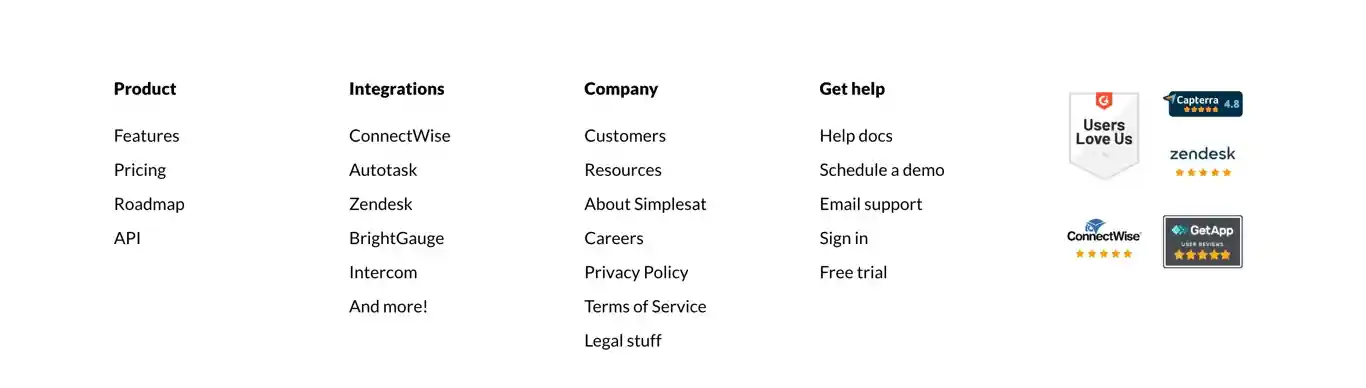 Product
Features
Pricing
Roadmap
API
Integrations
ConnectWise
Autotask
Zendesk
BrightGauge
Intercom
And more!
Company
Customers
Resources
About Simplesat
Careers
Privacy Policy
Terms of Service
Legal stuff
Get help
Help docs
Schedule a demo
Email support
Sign in
Free trial
G
Users
Love Us
Capterra 4.8
zendesk
ConnectWise
GetApp
USER REVIEWS